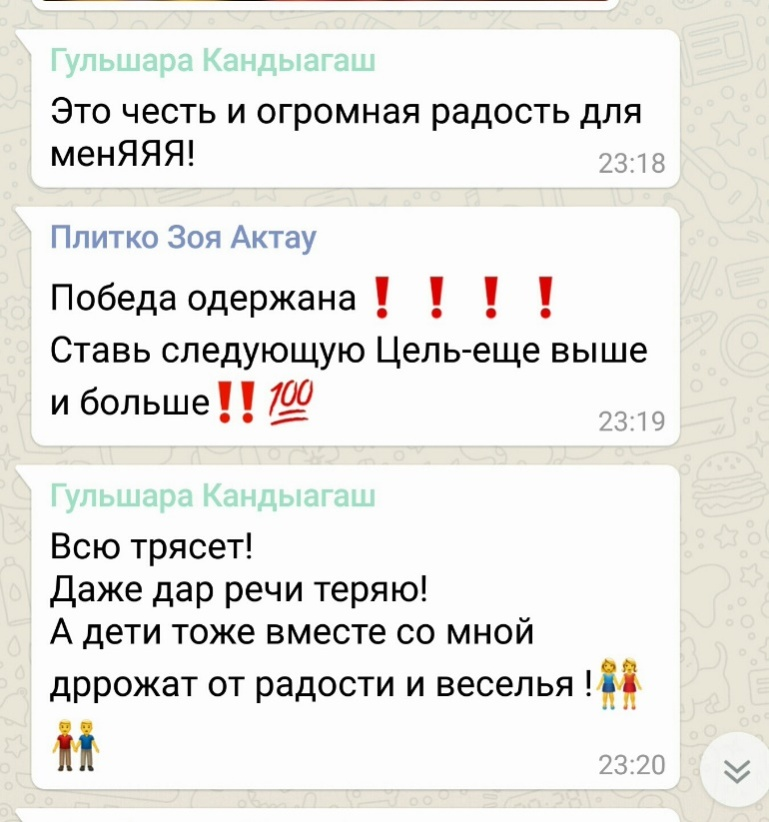 Гульшара Кандыагаш
Это честь и огромная радость для
менЯЯЯ!
23:18
Плитко Зоя Актау
Победа одержана❗❗❗❗
Ставь следующую Цель-еще выше
и больше‼️💯
23:19
Гульшара Кандыагаш
Всю трясет!
Даже дар речи теряю!
А дети тоже вместе со мной
дррожат от радости и веселья !👭
👬
23:20